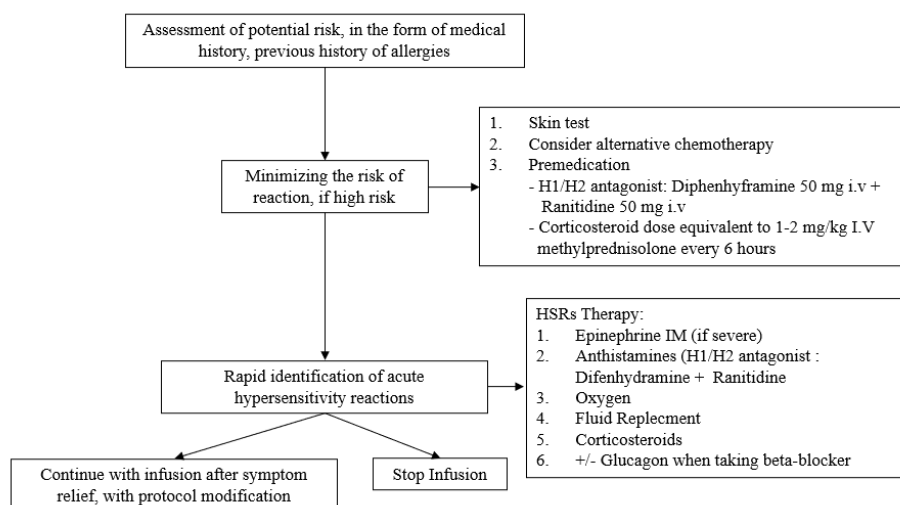 Assessment of potential risk, in the form of medical
history, previous history of allergies
Minimizing the risk of
reaction, if high risk
1. Skin test
2. Consider alternative chemotherapy
3. Premedication
- H1/H2 antagonist: Diphenhyframine 50 mg i.v +
Ranitidine 50 mg i.v
- Corticosteroid dose equivalent to 1-2 mg/kg I.V
methylprednisolone every 6 hours
Rapid identification of acute
hypersensitivity reactions
HSRs Therapy:
1. Epinephrine IM (if severe)
2. Anthistamines (H1/H2 antagonist :
Difenhydramine + Ranitidine
3. Oxygen
4. Fluid Replecment
5. Corticosteroids
6. +/- Glucagon when taking beta-blocker
Continue with infusion after symptom
relief, with protocol modification
Stop Infusion